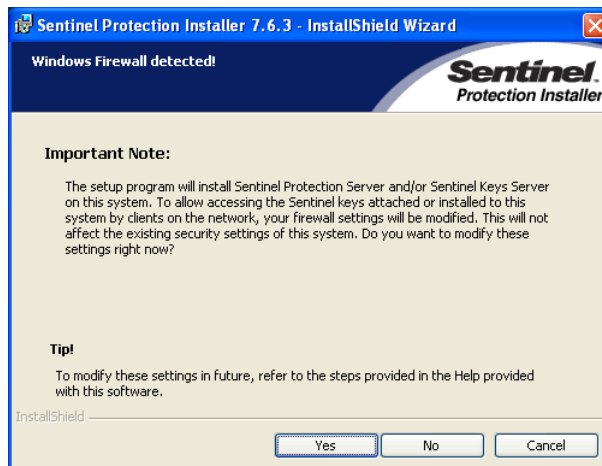 Sentinel Protection Installer 7.6.3 - InstallShield Wizard
Windows Firewall detected!
Sentinel.
Protection Installer
Important Note:
The setup program will install Sentinel Protection Server and/or Sentinel Keys Server
on this system. To allow accessing the Sentinel keys attached or installed to this
system by clients on the network, your firewall settings will be modified. This will not
affect the existing security settings of this system. Do you want to modify these
settings right now?
Tip!
To modify these settings in future, refer to the steps provided in the Help provided
with this software.
InstallShield
Yes
No
Cancel